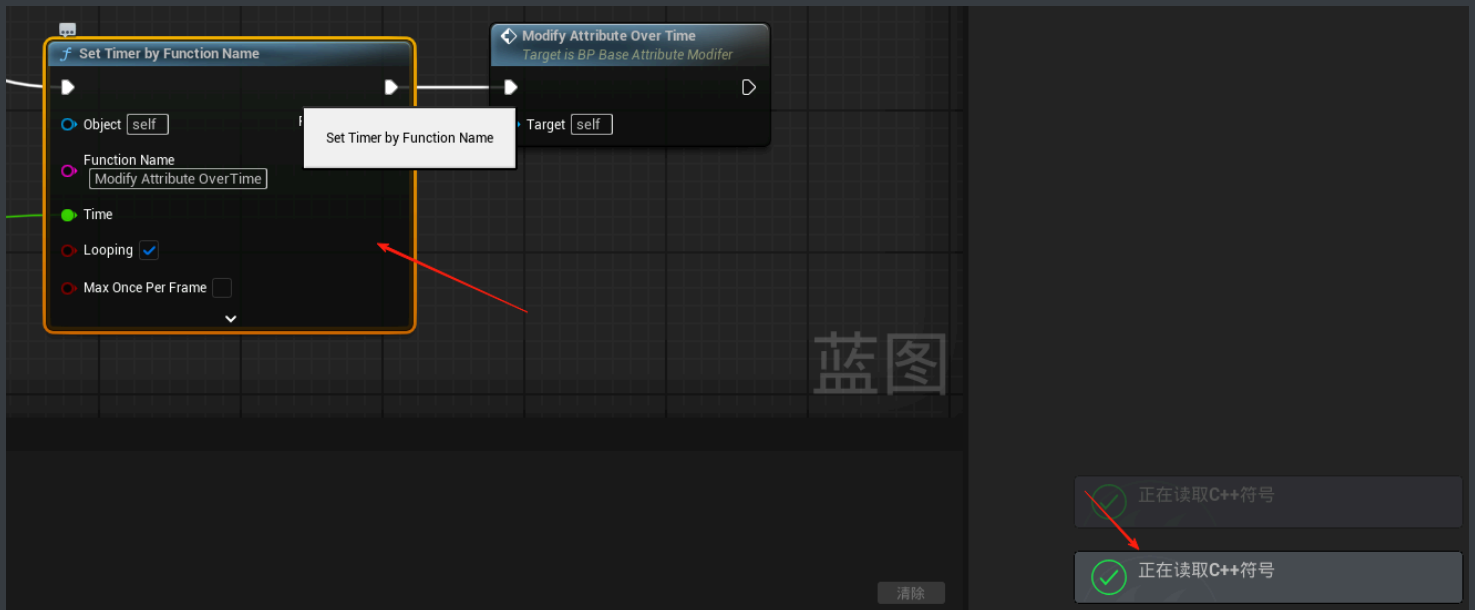 Set Timer by Function Name
Modify Attribute Over Time
Target is BP Base Attribute Modifer
Object self
Set Timer by Function Name
Target self
Function Name
Modify Attribute OverTime
Time
Looping
Max Once Per Frame
蓝图
正在读取C++符号
正在读取C++符号
清除